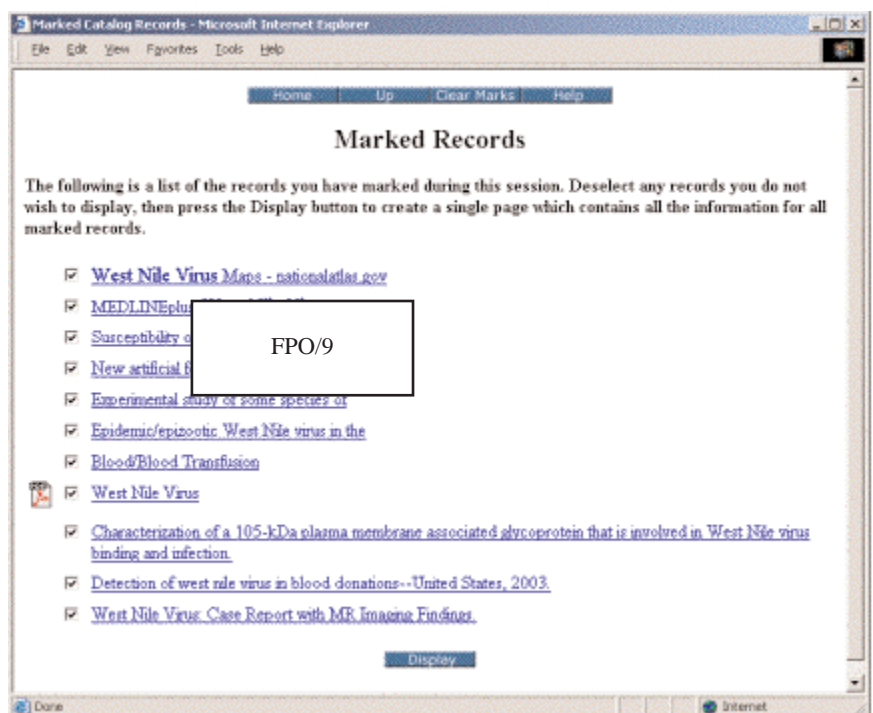 Marked Catalog Records - Microsoft Internet Explorer
File Edit View Favorites Tools Help
Home Up Clear Marks Help
Marked Records
The following is a list of the records you have marked during this session. Deselect any records you do not
wish to display, then press the Display button to create a single page which contains all the information for all
marked records.
West Nile Virus Maps - nationalatlas.gov
MEDLINEplus
Susceptibility o
FPO/9
New artificial f
Experimental study of some species of
Epidemic/epizootic West Nile virus in the
Blood/Blood Transfusion
West Nile Virus
Characterization of a 105-kDa plasma membrane associated glycoprotein that is involved in West Nile virus
binding and infection.
Detection of west nile virus in blood donations--United States, 2003.
West Nile Virus: Case Report with MR Imaging Findings.
Display
Done Internet